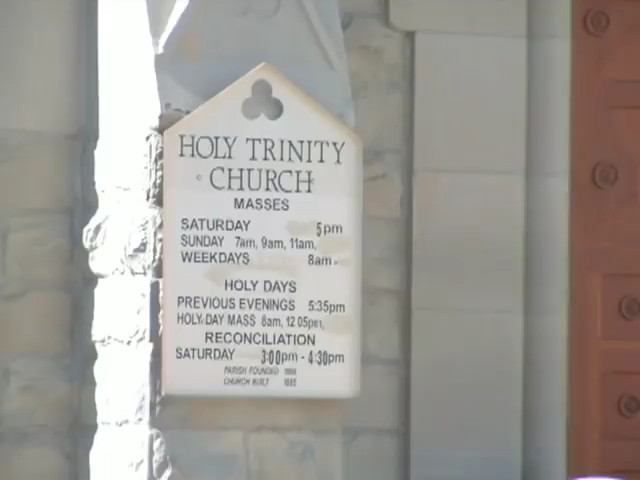 HOLY TRINITY
CHURCH
MASSES
SATURDAY 5pm
SUNDAY 7am, 9am, 11am,
WEEKDAYS 8am
HOLY DAYS
PREVIOUS EVENINGS 5:35pm
HOLY DAY MASS 8am, 12 05pm,
RECONCILIATION
SATURDAY 3:00pm - 4:30pm
PARISH FOUNDED
CHURCH BUILT